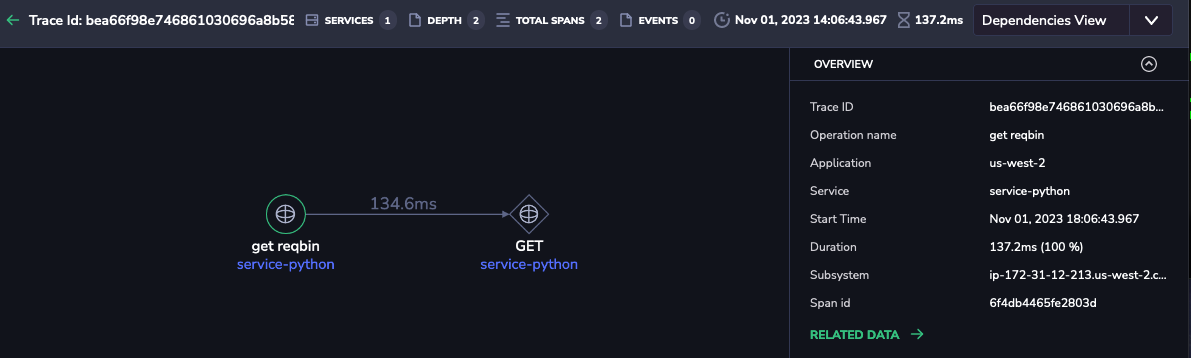 Trace Id: bea66f98e746861030696a8b58 SERVICES 1 DEPTH 2 TOTAL SPANS 2 EVENTS 0 Nov 01, 2023 14:06:43.967 137.2ms Dependencies View
OVERVIEW
Trace ID bea66f98e746861030696a8b...
Operation name get reqbin
Application us-west-2
Service service-python
Start Time Nov 01, 2023 18:06:43.967
Duration 137.2ms (100 %)
Subsystem ip-172-31-12-213.us-west-2.c...
Span id 6f4db4465fe2803d
RELATED DATA
134.6ms
get reqbin GET
service-python service-python